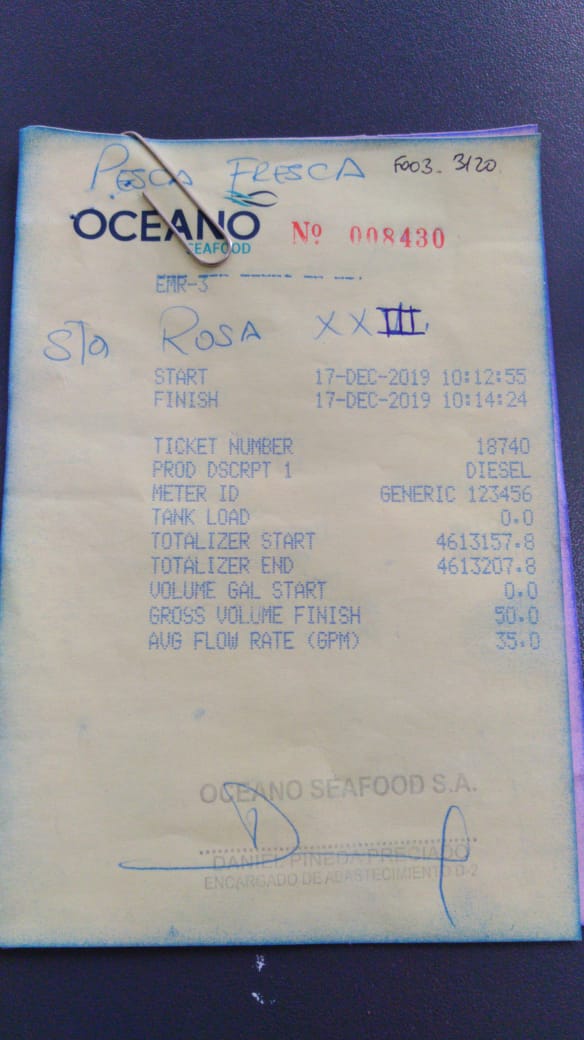 PESCA FRESCA F003-3120
OCEANO
SEAFOOD
Nº 008430
EMR-3
Sta ROSA XXIII
START 17-DEC-2019 10:12:55
FINISH 17-DEC-2019 10:14:24
TICKET NUMBER 18740
PROD DSCRPT 1 DIESEL
METER ID GENERIC 123456
TANK LOAD 0.0
TOTALIZER START 4613157.8
TOTALIZER END 4613207.8
VOLUME GAL START 0.0
GROSS VOLUME FINISH 50.0
AVG FLOW RATE (GPM) 35.0
OCEANO SEAFOOD S.A.
DANIEL PINEDA PRECIADO
ENCARGADO DE ABASTECIMIENTO D-2